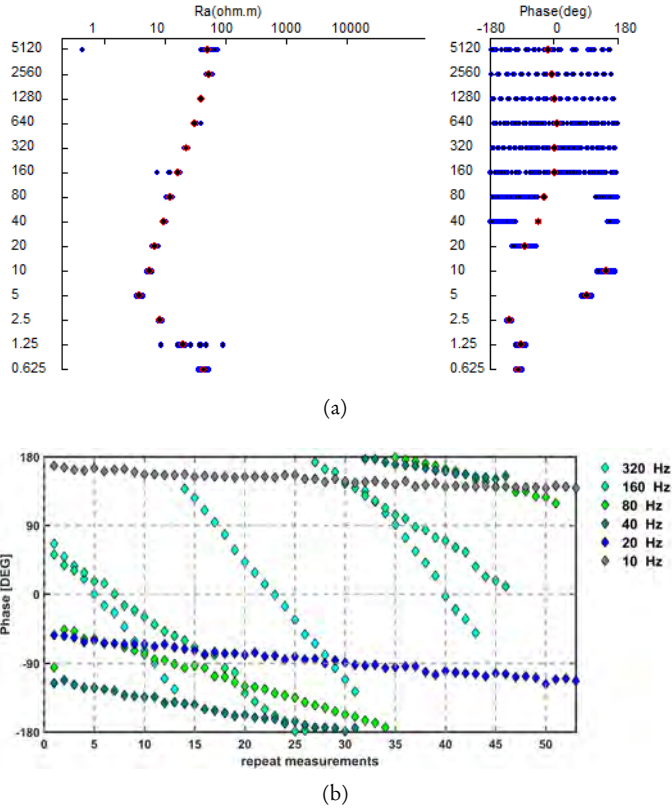 Ra(ohm.m)
Phase(deg)
1 10 100 1000 10000
-180 0 180
5120 5120
2560 2560
1280 1280
640 640
320 320
160 160
80 80
40 40
20 20
10 10
5 5
2.5 2.5
1.25 1.25
0.625 0.625
(a)
180
90
0
-90
-180
Phase [DEG]
0 5 10 15 20 25 30 35 40 45 50
repeat measurements
320 Hz
160 Hz
80 Hz
40 Hz
20 Hz
10 Hz
(b)